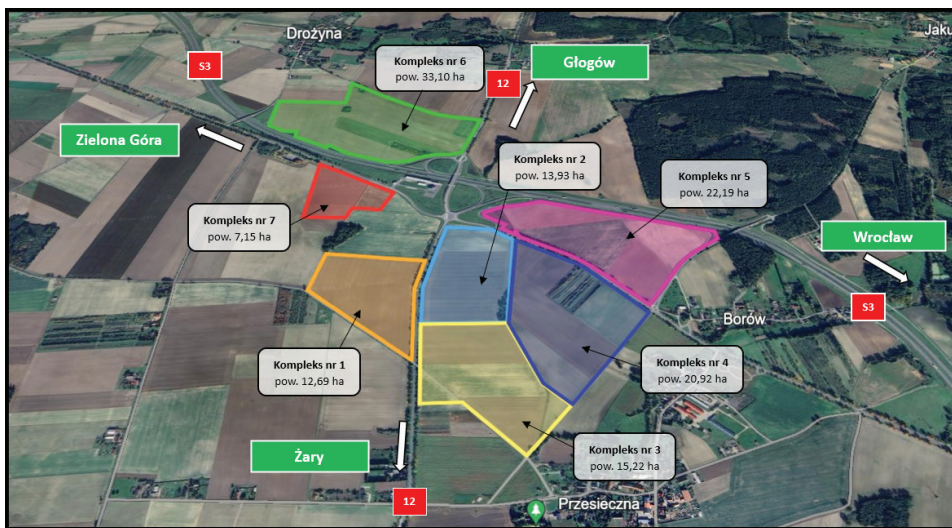 Drożyna
Jaku
S3
Kompleks nr 6
pow. 33,10 ha
12
Głogów
Zielona Góra
Kompleks nr 2
pow. 13,93 ha
Kompleks nr 5
pow. 22,19 ha
Kompleks nr 7
pow. 7,15 ha
Wrocław
S3
Borów
Kompleks nr 1
pow. 12,69 ha
Kompleks nr 4
pow. 20,92 ha
Żary
Kompleks nr 3
pow. 15,22 ha
12
Przesieczna